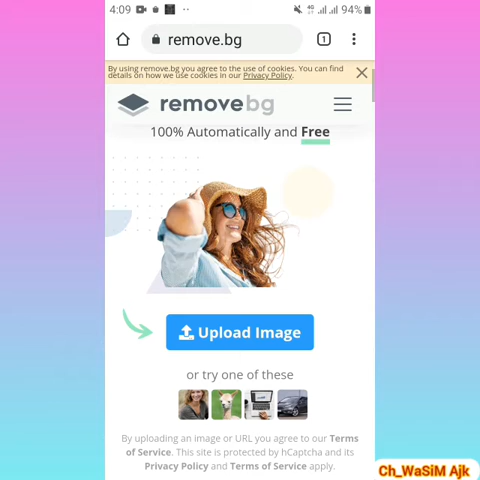 4:09 94%
remove.bg 1
By using remove.bg you agree to the use of cookies. You can find
details on how we use cookies in our Privacy Policy.
removebg
100% Automatically and Free
Upload Image
or try one of these
By uploading an image or URL you agree to our Terms
of Service. This site is protected by hCaptcha and its
Privacy Policy and Terms of Service apply.
Ch_WaSiM Ajk